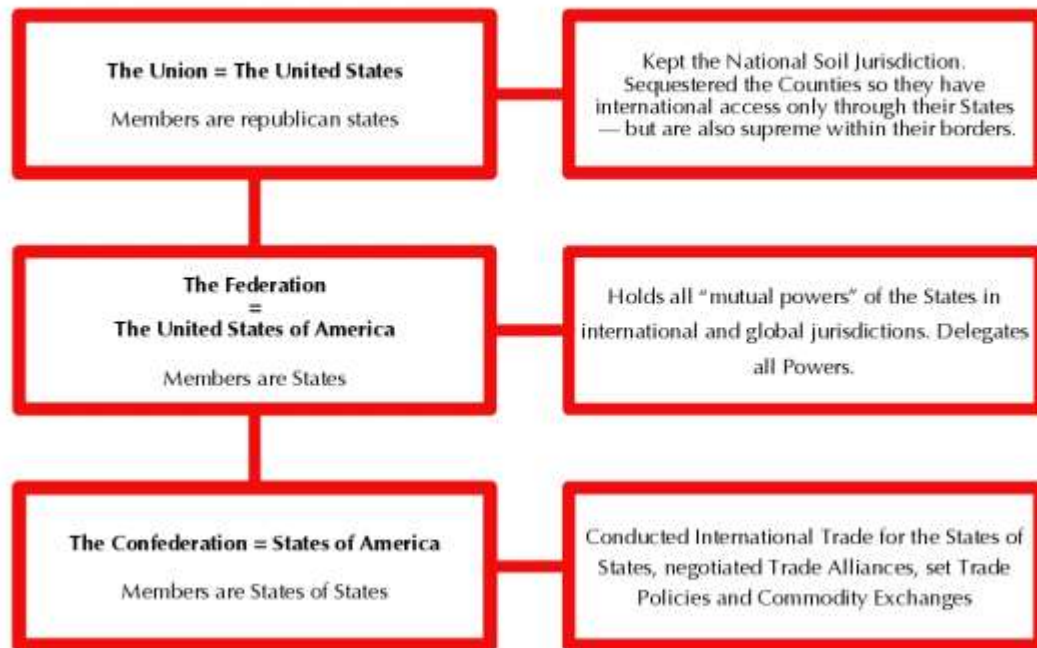 The Union = The United States
Members are republican states
Kept the National Soil Jurisdiction.
Sequestered the Counties so they have
international access only through their States
— but are also supreme within their borders.
The Federation
=
The United States of America
Members are States
Holds all “mutual powers” of the States in
international and global jurisdictions. Delegates
all Powers.
The Confederation = States of America
Members are States of States
Conducted International Trade for the States of
States, negotiated Trade Alliances, set Trade
Policies and Commodity Exchanges